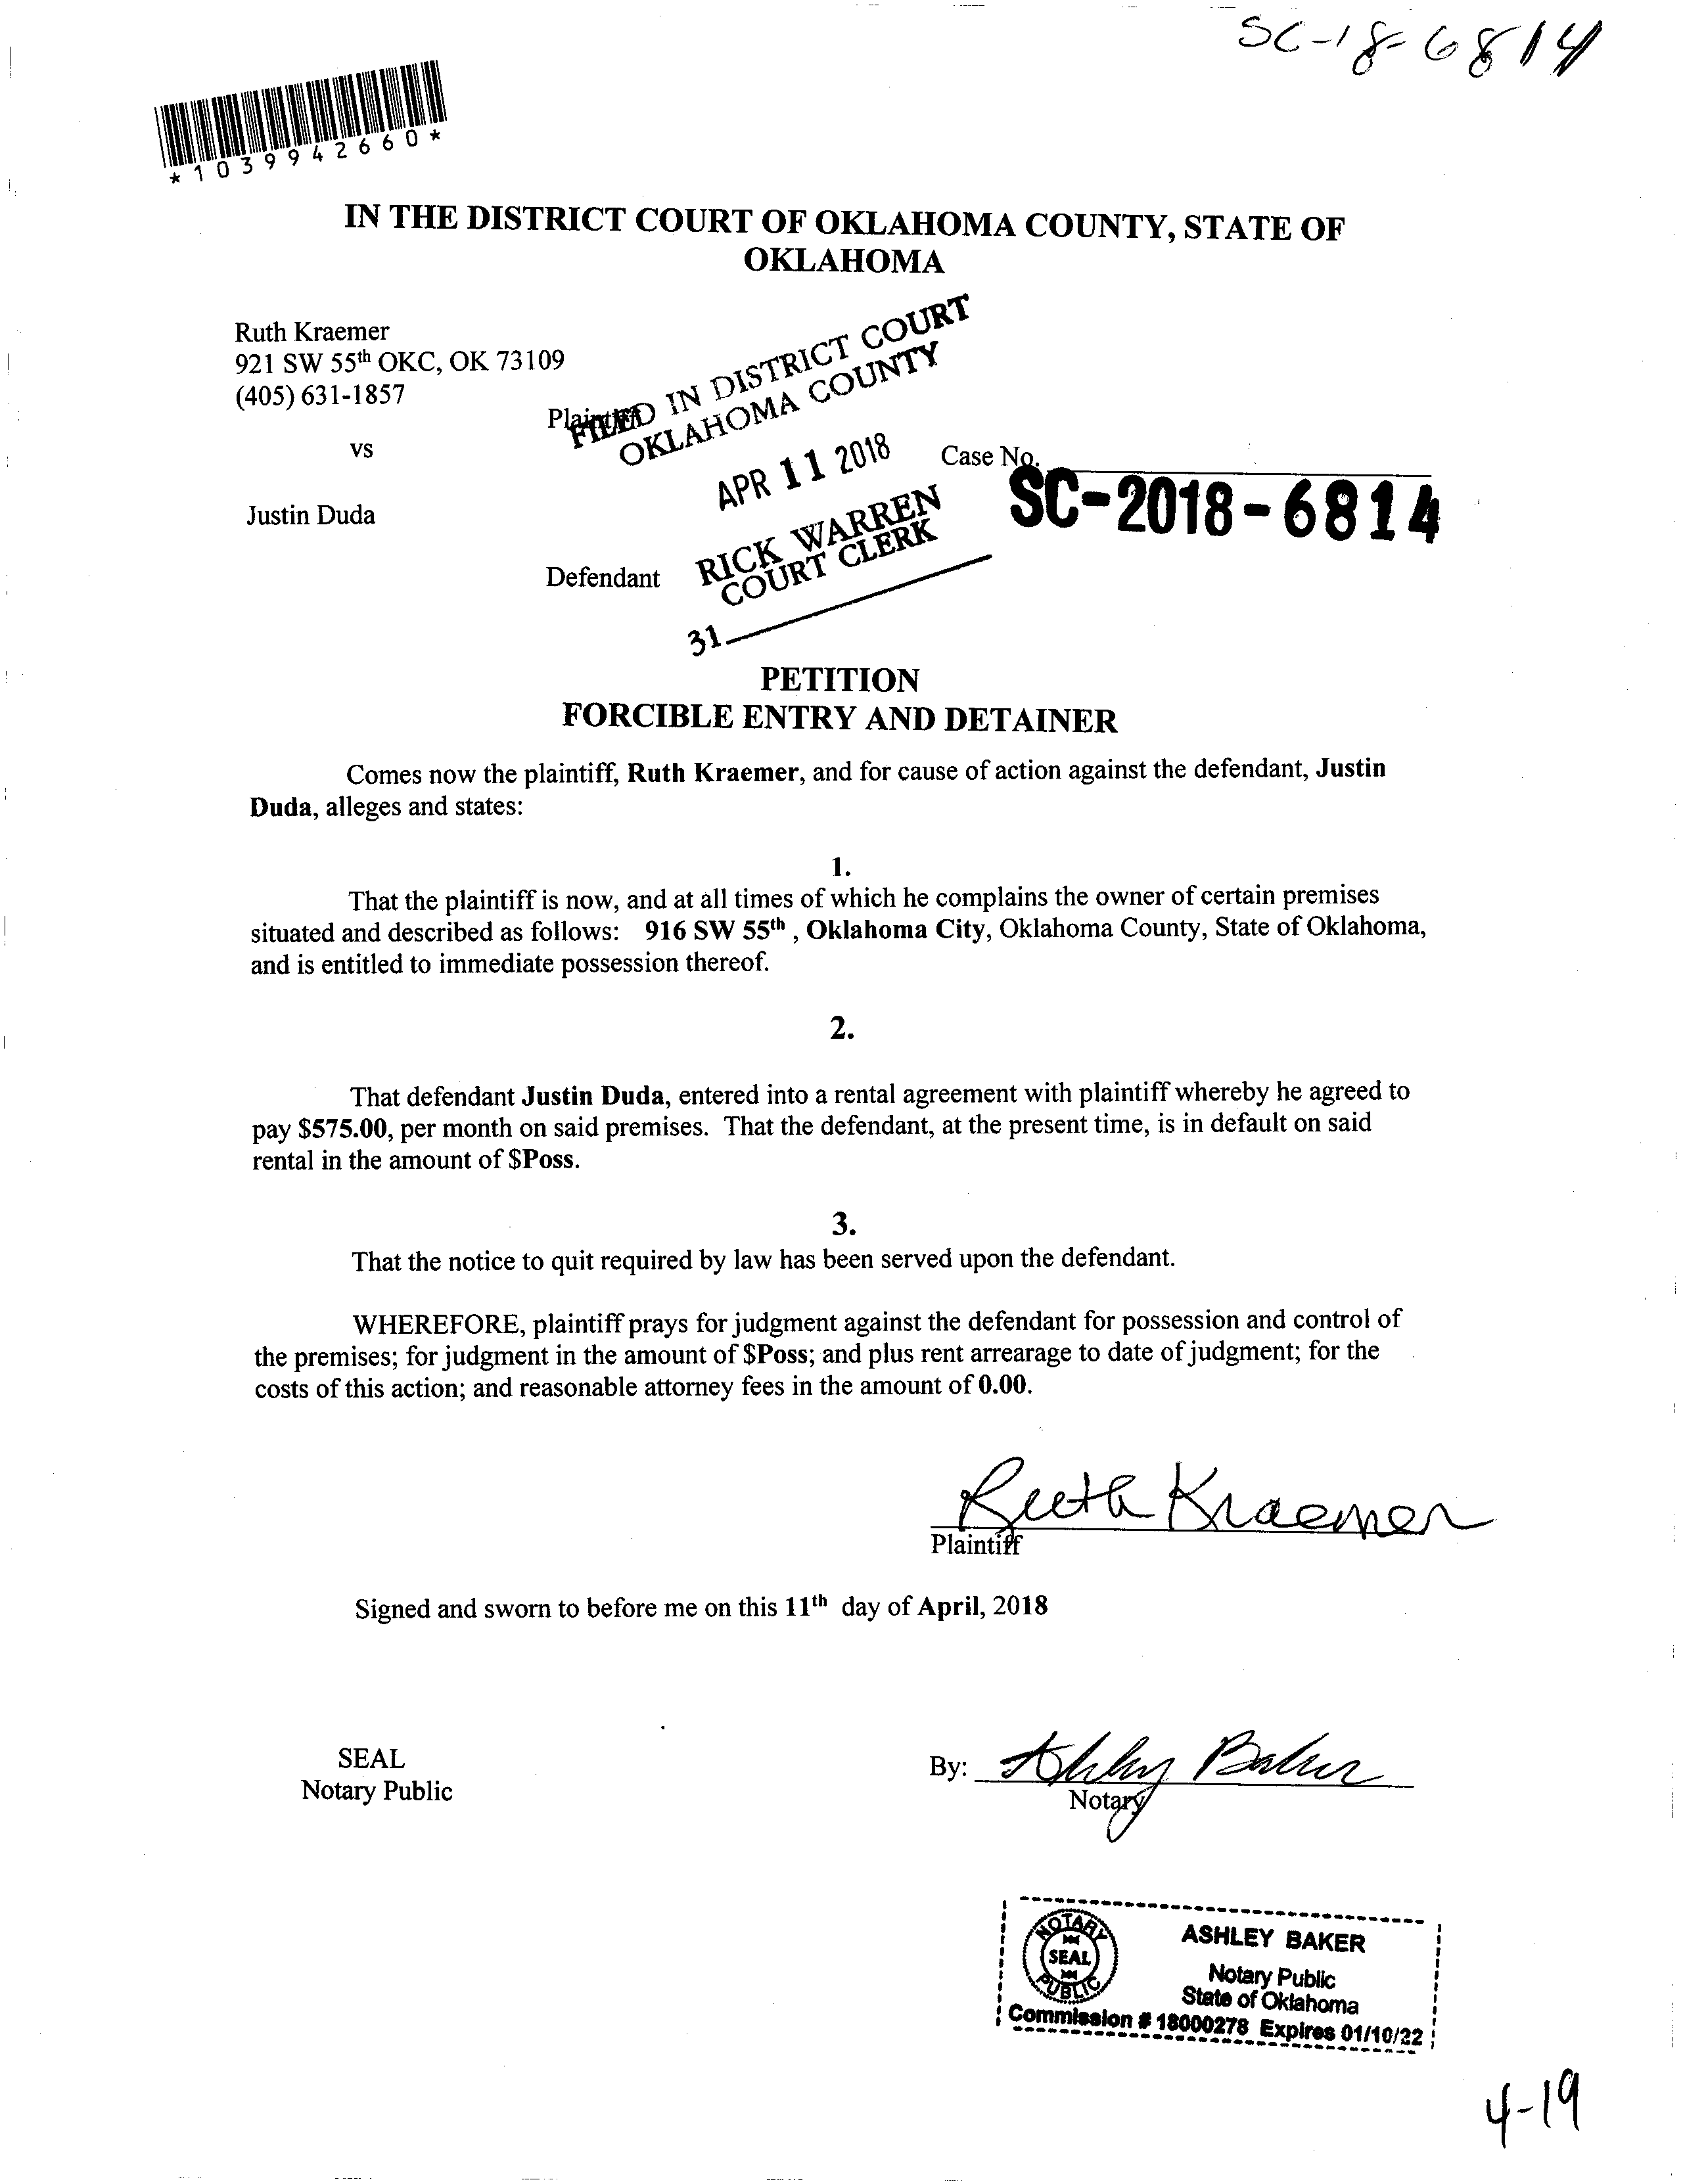 SC-18-6814
*1039942660*
IN THE DISTRICT COURT OF OKLAHOMA COUNTY, STATE OF
OKLAHOMA
Ruth Kraemer
921 SW 55th OKC, OK 73109
(405) 631-1857
Plaintiff
vs
Justin Duda
Defendant
FILED IN DISTRICT COURT
OKLAHOMA COUNTY
APR 11 2018
RICK WARREN
COURT CLERK
31
Case No.
SC-2018-6814
PETITION
FORCIBLE ENTRY AND DETAINER
Comes now the plaintiff, Ruth Kraemer, and for cause of action against the defendant, Justin
Duda, alleges and states:
1.
That the plaintiff is now, and at all times of which he complains the owner of certain premises
situated and described as follows: 916 SW 55th , Oklahoma City, Oklahoma County, State of Oklahoma,
and is entitled to immediate possession thereof.
2.
That defendant Justin Duda, entered into a rental agreement with plaintiff whereby he agreed to
pay $575.00, per month on said premises. That the defendant, at the present time, is in default on said
rental in the amount of $Poss.
3.
That the notice to quit required by law has been served upon the defendant.
WHEREFORE, plaintiff prays for judgment against the defendant for possession and control of
the premises; for judgment in the amount of $Poss; and plus rent arrearage to date of judgment; for the
costs of this action; and reasonable attorney fees in the amount of 0.00.
Ruth Kraemer
Plaintiff
Signed and sworn to before me on this 11th day of April, 2018
SEAL
Notary Public
By: Ashley Baker
Notary
NOTARY
SEAL
PUBLIC
ASHLEY BAKER
Notary Public
State of Oklahoma
Commission # 18000278 Expires 01/10/22
4-19